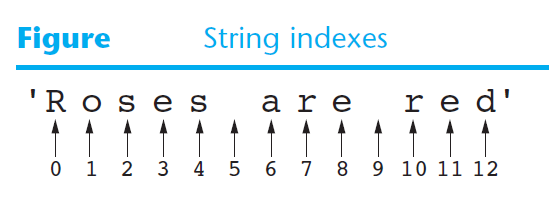 Figure String indexes
'Roses are red'
0 1 2 3 4 5 6 7 8 9 10 11 12